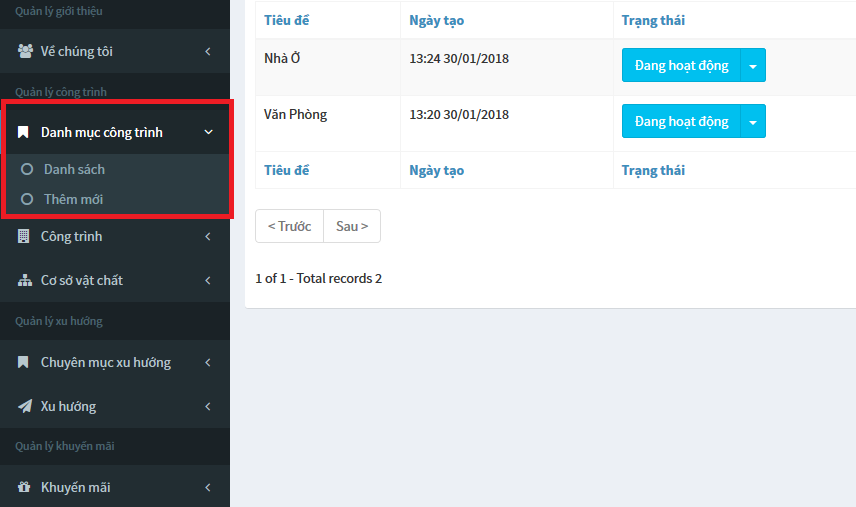 Quản lý giới thiệu
Về chúng tôi
Quản lý công trình
Danh mục công trình
Danh sách
Thêm mới
Công trình
Cơ sở vật chất
Quản lý xu hướng
Chuyên mục xu hướng
Xu hướng
Quản lý khuyến mãi
Khuyến mãi
Tiêu đề Ngày tạo Trạng thái
Nhà Ở 13:24 30/01/2018 Đang hoạt động
Văn Phòng 13:20 30/01/2018 Đang hoạt động
Tiêu đề Ngày tạo Trạng thái
< Trước Sau >
1 of 1 - Total records 2